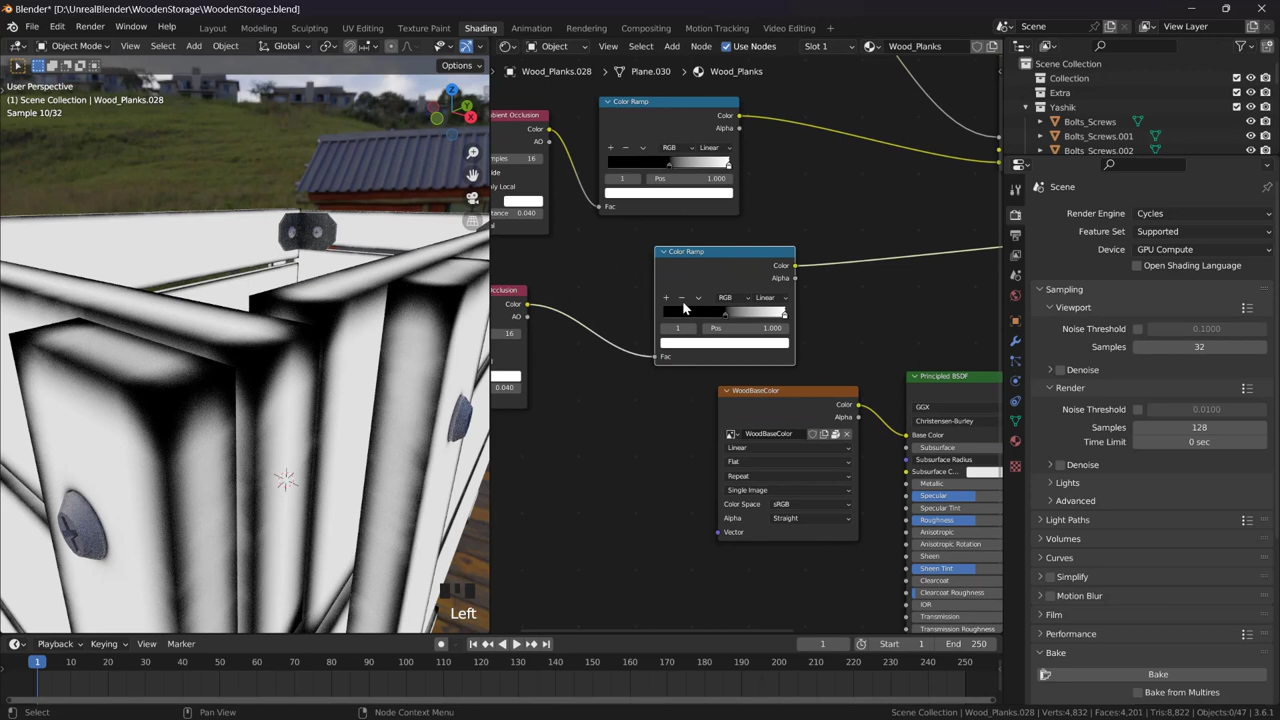 Blender* [D:\UnrealBlender\WoodenStorage\WoodenStorage.blend]
File Edit Render Window Help
Layout Modeling Sculpting UV Editing Texture Paint Shading Animation Rendering Compositing Motion Tracking Video Editing +
Scene View Layer
Object Mode View Select Add Object Global
Object View Select Add Node Use Nodes Slot 1 Wood_Planks
Options
User Perspective
(1) Scene Collection | Wood_Planks.028
Sample 10/32
Z
Y
X
Wood_Planks.028 > Plane.030 > Wood_Planks
mbient Occlusion
Color
AO
mples 16
ide
ply Local
stance 0.040
al
Color Ramp
Color
Alpha
RGB Linear
1 Pos 1.000
Fac
Color Ramp
Color
Alpha
RGB Linear
1 Pos 1.000
Fac
Occlusion
Color
AO
16
0.040
WoodBaseColor
Color
Alpha
WoodBaseColor
Linear
Flat
Repeat
Single Image
Color Space sRGB
Alpha Straight
Vector
Principled BSDF
GGX
Christensen-Burley
Base Color
Subsurface
Subsurface Radius
Subsurface C...
Metallic
Specular
Specular Tint
Roughness
Anisotropic
Anisotropic Rotation
Sheen
Sheen Tint
Clearcoat
Clearcoat Roughness
IOR
Transmission
Transmission Roughness
Scene Collection
Collection
Extra
Yashik
Bolts_Screws
Bolts_Screws.001
Bolts_Screws.002
Scene
Render Engine Cycles
Feature Set Supported
Device GPU Compute
Open Shading Language
Sampling
Viewport
Noise Threshold 0.1000
Samples 32
Denoise
Render
Noise Threshold 0.0100
Samples 128
Time Limit 0 sec
Denoise
Lights
Advanced
Light Paths
Volumes
Curves
Simplify
Motion Blur
Film
Performance
Bake
Bake
Bake from Multires
Left
Playback Keying View Marker
1 Start 1 End 250
1 10 20 30 40 50 60 70 80 90 100 110 120 130 140 150 160 170 180 190 200 210 220 230 240 250
Select Pan View Node Context Menu
Scene Collection | Wood_Planks.028 | Verts:4,832 | Faces:4,201 | Tris:8,822 | Objects:0/47 | 3.6.1